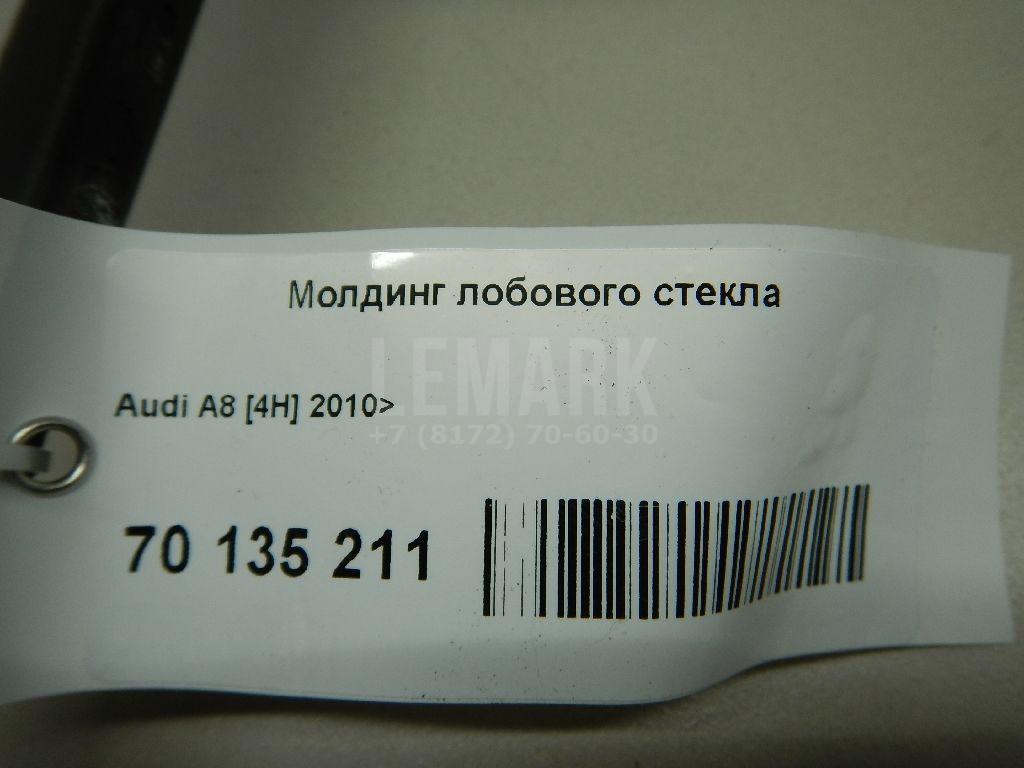 Молдинг лобового стекла
LEMARK
Audi A8 [4H] 2010>
+7 (8172) 70-60-30
70 135 211